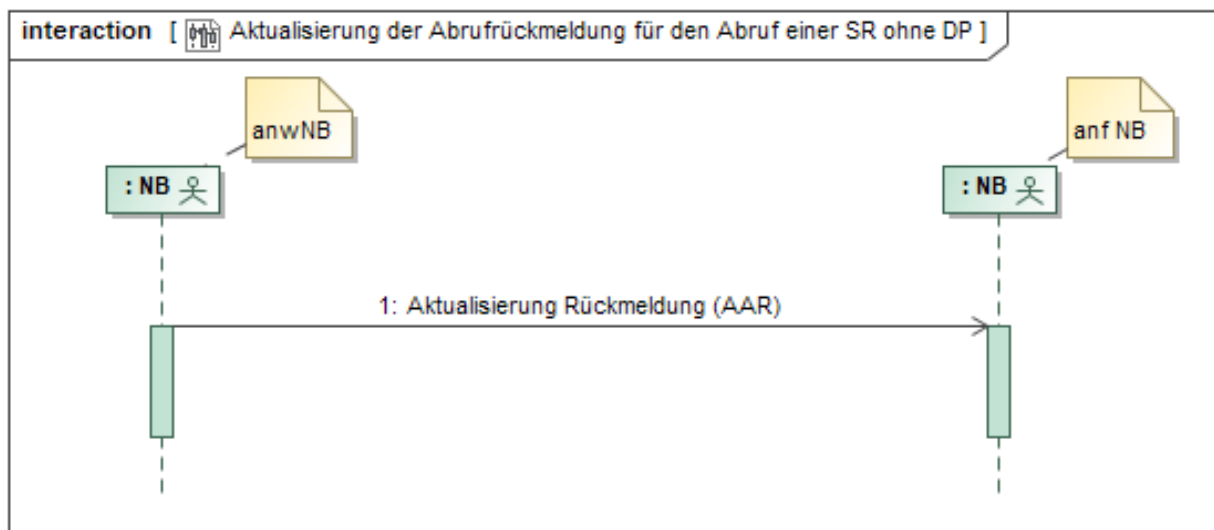 interaction [ Aktualisierung der Abrufrückmeldung für den Abruf einer SR ohne DP ]
anwNB
anf NB
: NB
: NB
1: Aktualisierung Rückmeldung (AAR)